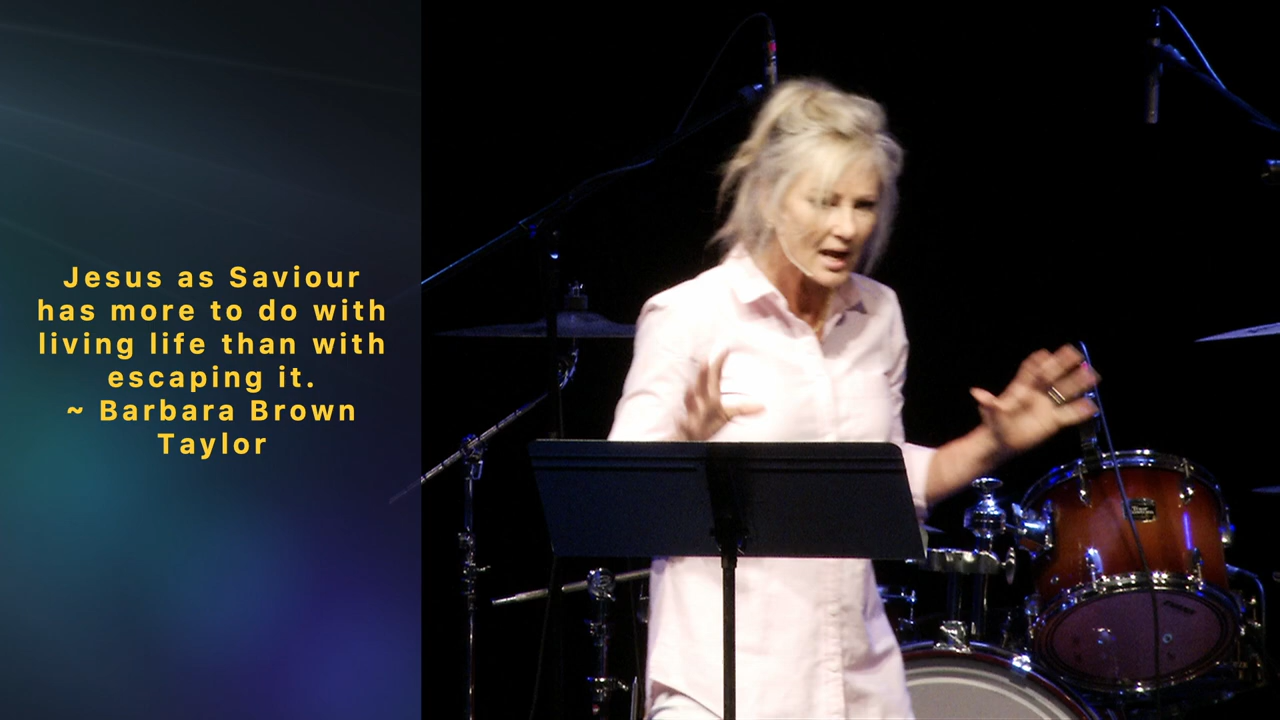 Jesus as Saviour
has more to do with
living life than with
escaping it.
~ Barbara Brown
Taylor